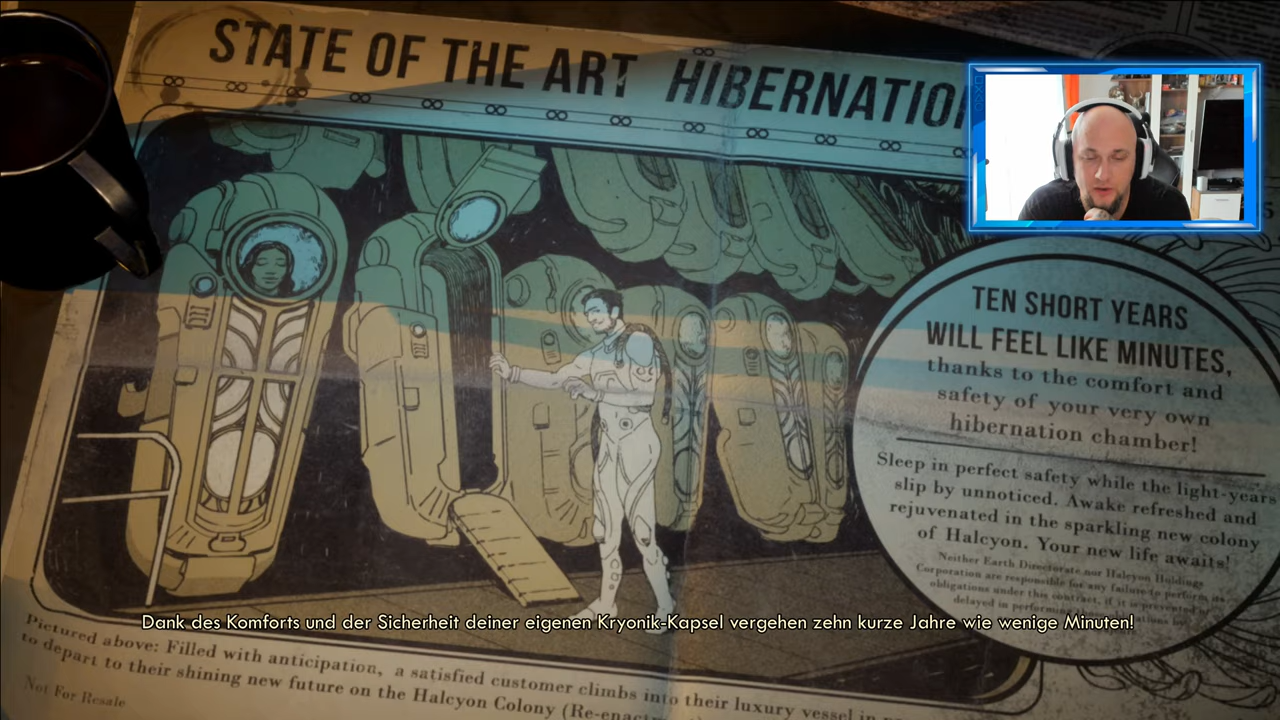 STATE OF THE ART HIBERNATION
TEN SHORT YEARS
WILL FEEL LIKE MINUTES,
thanks to the comfort and
safety of your very own
hibernation chamber!
Sleep in perfect safety while the light-years
slip by unnoticed. Awake refreshed and
rejuvenated in the sparkling new colony
of Halcyon. Your new life awaits!
Neither Earth Directorate nor Halcyon Holdings
Corporation are responsible for any failure to perform its
obligations under this contract, if it is prevented
delayed in performing
Dank des Komforts und der Sicherheit deiner eigenen Kryonik-Kapsel vergehen zehn kurze Jahre wie wenige Minuten!
Pictured above: Filled with anticipation, a satisfied customer climbs into their luxury vessel in
to depart to their shining new future on the Halcyon Colony
Not For Resale